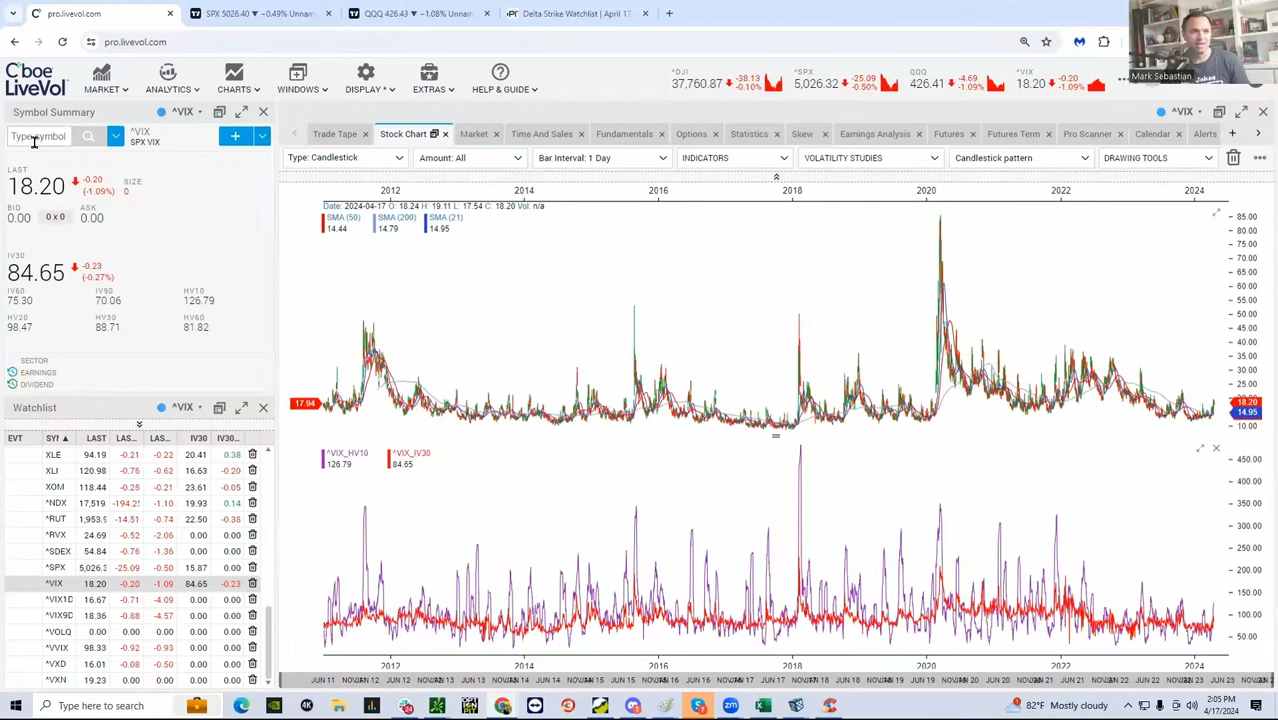 pro.livevol.com
SPX 5026.40 ▼ −0.49% Unnam
QQQ 426.43 ▼ −1.08% Unnam
Delta Strike Watchlist | April 17
pro.livevol.com
Mark Sebastian
Cboe
LiveVol
MARKET
ANALYTICS
CHARTS
WINDOWS
DISPLAY *
EXTRAS
HELP & GUIDE
^DJI
37,760.87
-38.13
-0.10%
^SPX
5,026.32
-25.09
-0.50%
QQQ
426.41
-4.69
-1.09%
^VIX
18.20
-0.20
-1.09%
Symbol Summary
^VIX
Type symbol
^VIX
SPX VIX
LAST
18.20
-0.20
(-1.09%)
SIZE
0
BID
0.00
0 x 0
ASK
0.00
IV30
84.65
-0.23
(-0.27%)
IV60 IV90 HV10
75.30 70.06 126.79
HV20 HV30 HV60
98.47 88.71 81.82
SECTOR
EARNINGS
DIVIDEND
Watchlist
^VIX
EVT SY▲ LAST LAS... LAS... IV30 IV30...
XLE 94.19 -0.21 -0.22 20.41 0.38
XLI 120.98 -0.75 -0.62 16.63 -0.20
XOM 118.44 -0.25 -0.21 23.61 -0.05
^NDX 17,519 -194.2 -1.10 19.93 0.14
^RUT 1,953.9 -14.51 -0.74 22.50 -0.38
^RVX 24.69 -0.52 -2.06 0.00 0.00
^SDEX 54.84 -0.76 -1.36 0.00 0.00
^SPX 5,026.3 -25.09 -0.50 15.87 0.00
^VIX 18.20 -0.20 -1.09 84.65 -0.23
^VIX1D 16.67 -0.71 -4.09 0.00 0.00
^VIX9D 18.36 -0.88 -4.57 0.00 0.00
^VOLQ 0.00 0.00 0.00 0.00 0.00
^VVIX 98.33 -0.92 -0.93 0.00 0.00
^VXD 16.01 -0.08 -0.50 0.00 0.00
^VXN 19.23 0.00 0.00 0.00 0.00
^VIX
Trade Tape
Stock Chart
Market
Time And Sales
Fundamentals
Options
Statistics
Skew
Earnings Analysis
Futures
Futures Term
Pro Scanner
Calendar
Alerts
Type: Candlestick
Amount: All
Bar Interval: 1 Day
INDICATORS
VOLATILITY STUDIES
Candlestick pattern
DRAWING TOOLS
2012 2014 2016 2018 2020 2022 2024
Date: 2024-04-17 O: 18.24 H: 19.11 L: 17.54 C: 18.20 Vol: n/a
SMA (50) SMA (200) SMA (21)
14.44 14.79 14.95
85.00
80.00
75.00
70.00
65.00
60.00
55.00
50.00
45.00
40.00
35.00
30.00
25.00
20.00
17.94
18.20
14.95
10.00
^VIX_HV10 ^VIX_IV30
126.79 84.65
450.00
400.00
350.00
300.00
250.00
200.00
150.00
100.00
50.00
2012 2014 2016 2018 2020 2022 2024
Type here to search
82°F Mostly cloudy
2:05 PM
4/17/2024